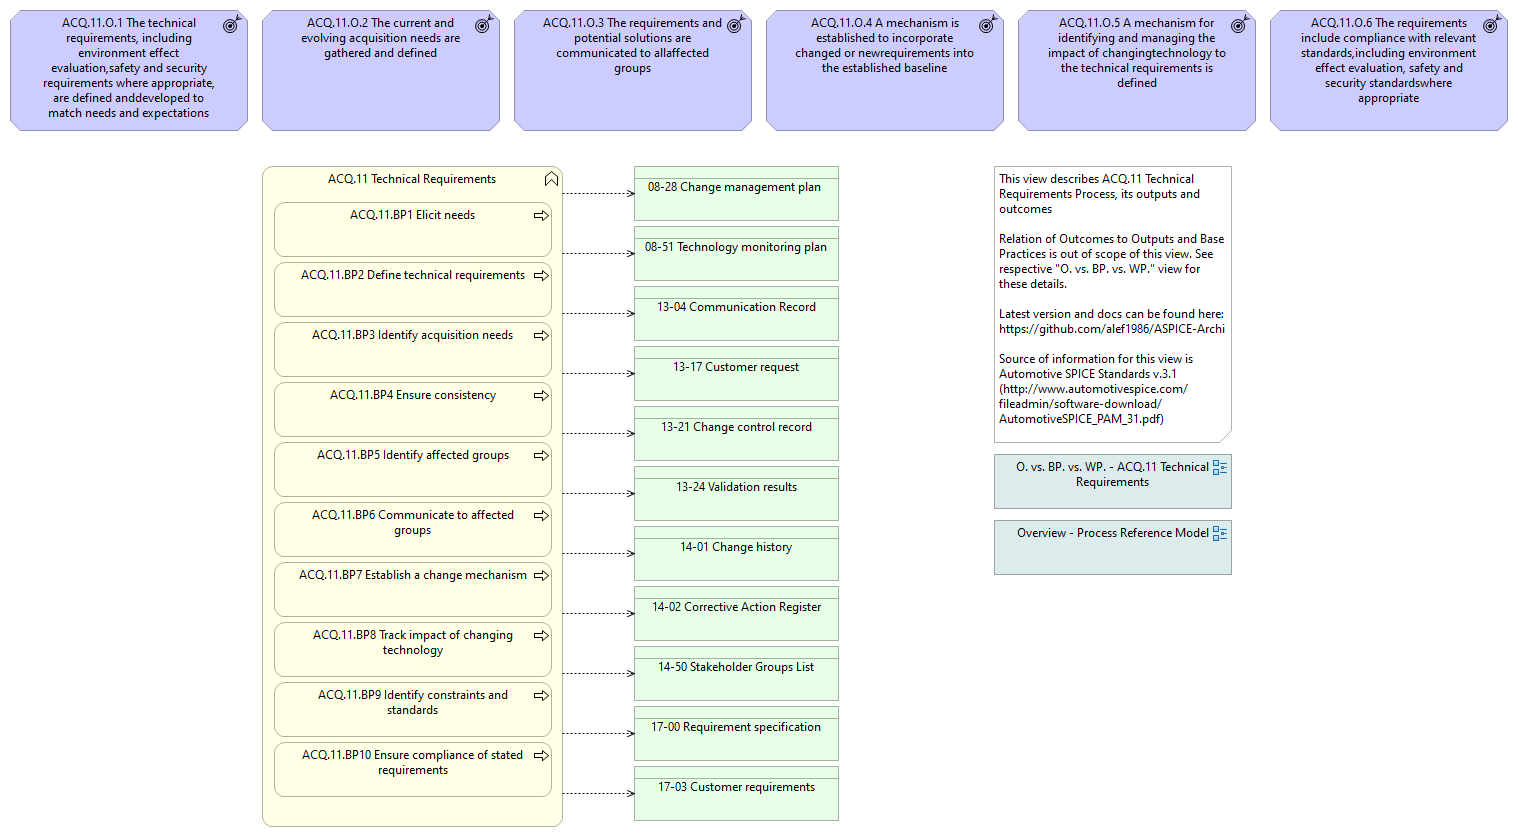 ACQ.11.O.1 The technical
requirements, including
environment effect
evaluation,safety and security
requirements where appropriate,
are defined anddeveloped to
match needs and expectations
ACQ.11.O.2 The current and
evolving acquisition needs are
gathered and defined
ACQ.11.O.3 The requirements and
potential solutions are
communicated to allaffected
groups
ACQ.11.O.4 A mechanism is
established to incorporate
changed or newrequirements into
the established baseline
ACQ.11.O.5 A mechanism for
identifying and managing the
impact of changingtechnology to
the technical requirements is
defined
ACQ.11.O.6 The requirements
include compliance with relevant
standards,including environment
effect evaluation, safety and
security standardswhere
appropriate
ACQ.11 Technical Requirements
ACQ.11.BP1 Elicit needs
ACQ.11.BP2 Define technical requirements
ACQ.11.BP3 Identify acquisition needs
ACQ.11.BP4 Ensure consistency
ACQ.11.BP5 Identify affected groups
ACQ.11.BP6 Communicate to affected
groups
ACQ.11.BP7 Establish a change mechanism
ACQ.11.BP8 Track impact of changing
technology
ACQ.11.BP9 Identify constraints and
standards
ACQ.11.BP10 Ensure compliance of stated
requirements
08-28 Change management plan
08-51 Technology monitoring plan
13-04 Communication Record
13-17 Customer request
13-21 Change control record
13-24 Validation results
14-01 Change history
14-02 Corrective Action Register
14-50 Stakeholder Groups List
17-00 Requirement specification
17-03 Customer requirements
This view describes ACQ.11 Technical
Requirements Process, its outputs and
outcomes
Relation of Outcomes to Outputs and Base
Practices is out of scope of this view. See
respective "O. vs. BP. vs. WP." view for
these details.
Latest version and docs can be found here:
https://github.com/alef1986/ASPICE-Archi
Source of information for this view is
Automotive SPICE Standards v.3.1
(http://www.automotivespice.com/
fileadmin/software-download/
AutomotiveSPICE_PAM_31.pdf)
O. vs. BP. vs. WP. - ACQ.11 Technical
Requirements
Overview - Process Reference Model